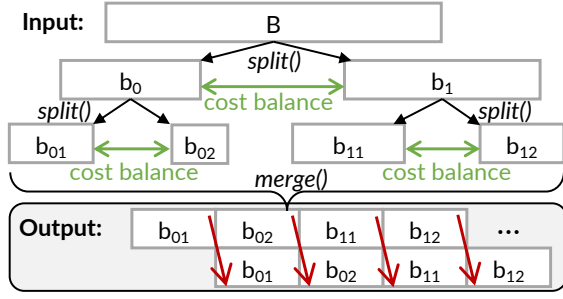 Input: B
split()
b0 b1
cost balance
split() split()
b01 b02 b11 b12
cost balance cost balance
merge()
Output: b01 b02 b11 b12 ...
b01 b02 b11 b12